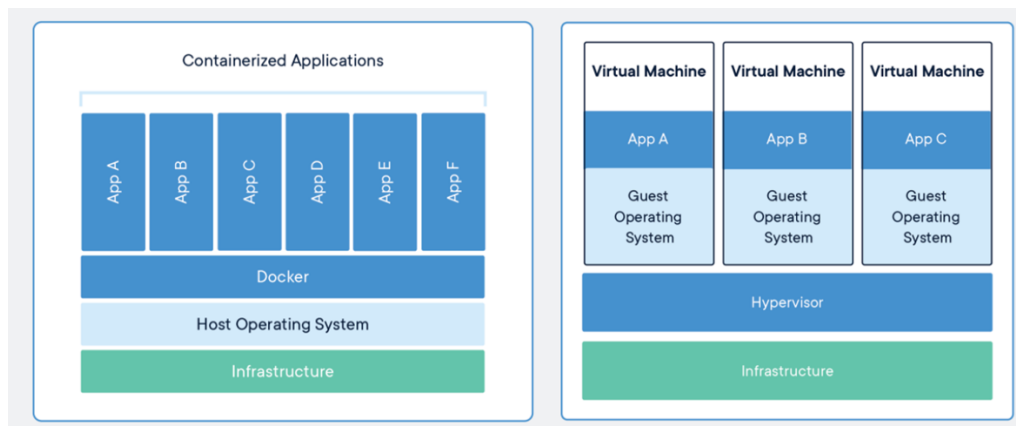 Containerized Applications
App A
App B
App C
App D
App E
App F
Docker
Host Operating System
Infrastructure
Virtual Machine
App A
Guest
Operating
System
Virtual Machine
App B
Guest
Operating
System
Virtual Machine
App C
Guest
Operating
System
Hypervisor
Infrastructure